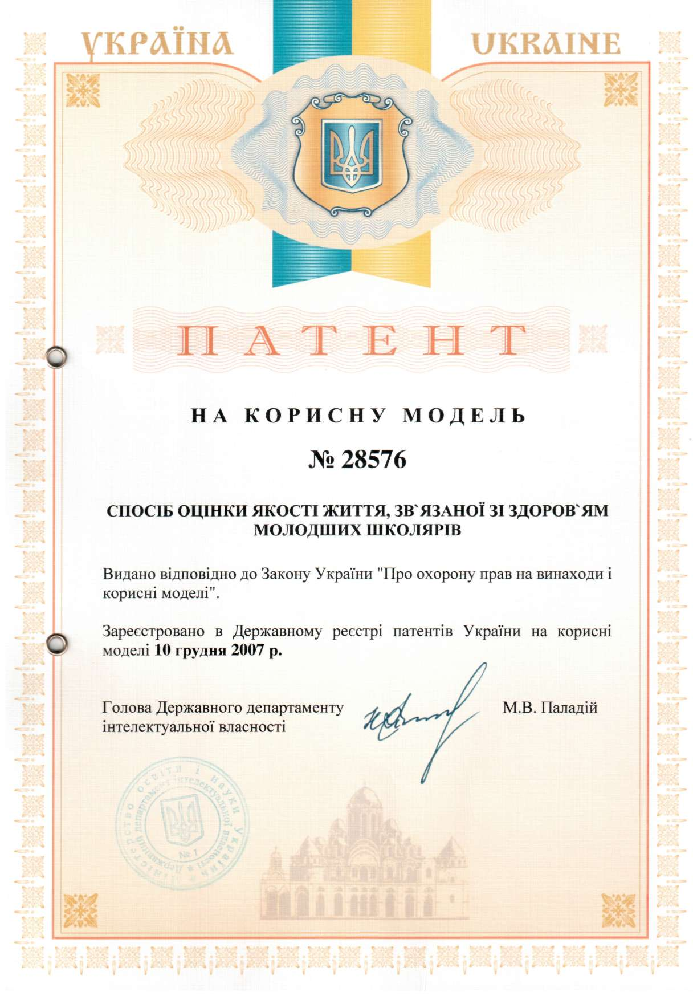 УКРАЇНА
UKRAINE
ПАТЕНТ
НА КОРИСНУ МОДЕЛЬ
№ 28576
СПОСІБ ОЦІНКИ ЯКОСТІ ЖИТТЯ, ЗВ`ЯЗАНОЇ ЗІ ЗДОРОВ`ЯМ
МОЛОДШИХ ШКОЛЯРІВ
Видано відповідно до Закону України "Про охорону прав на винаходи і
корисні моделі".
Зареєстровано в Державному реєстрі патентів України на корисні
моделі 10 грудня 2007 р.
Голова Державного департаменту
інтелектуальної власності
М.В. Паладій
Міністерство освіти і науки України *
Державний департамент інтелектуальної власності *
№ 1